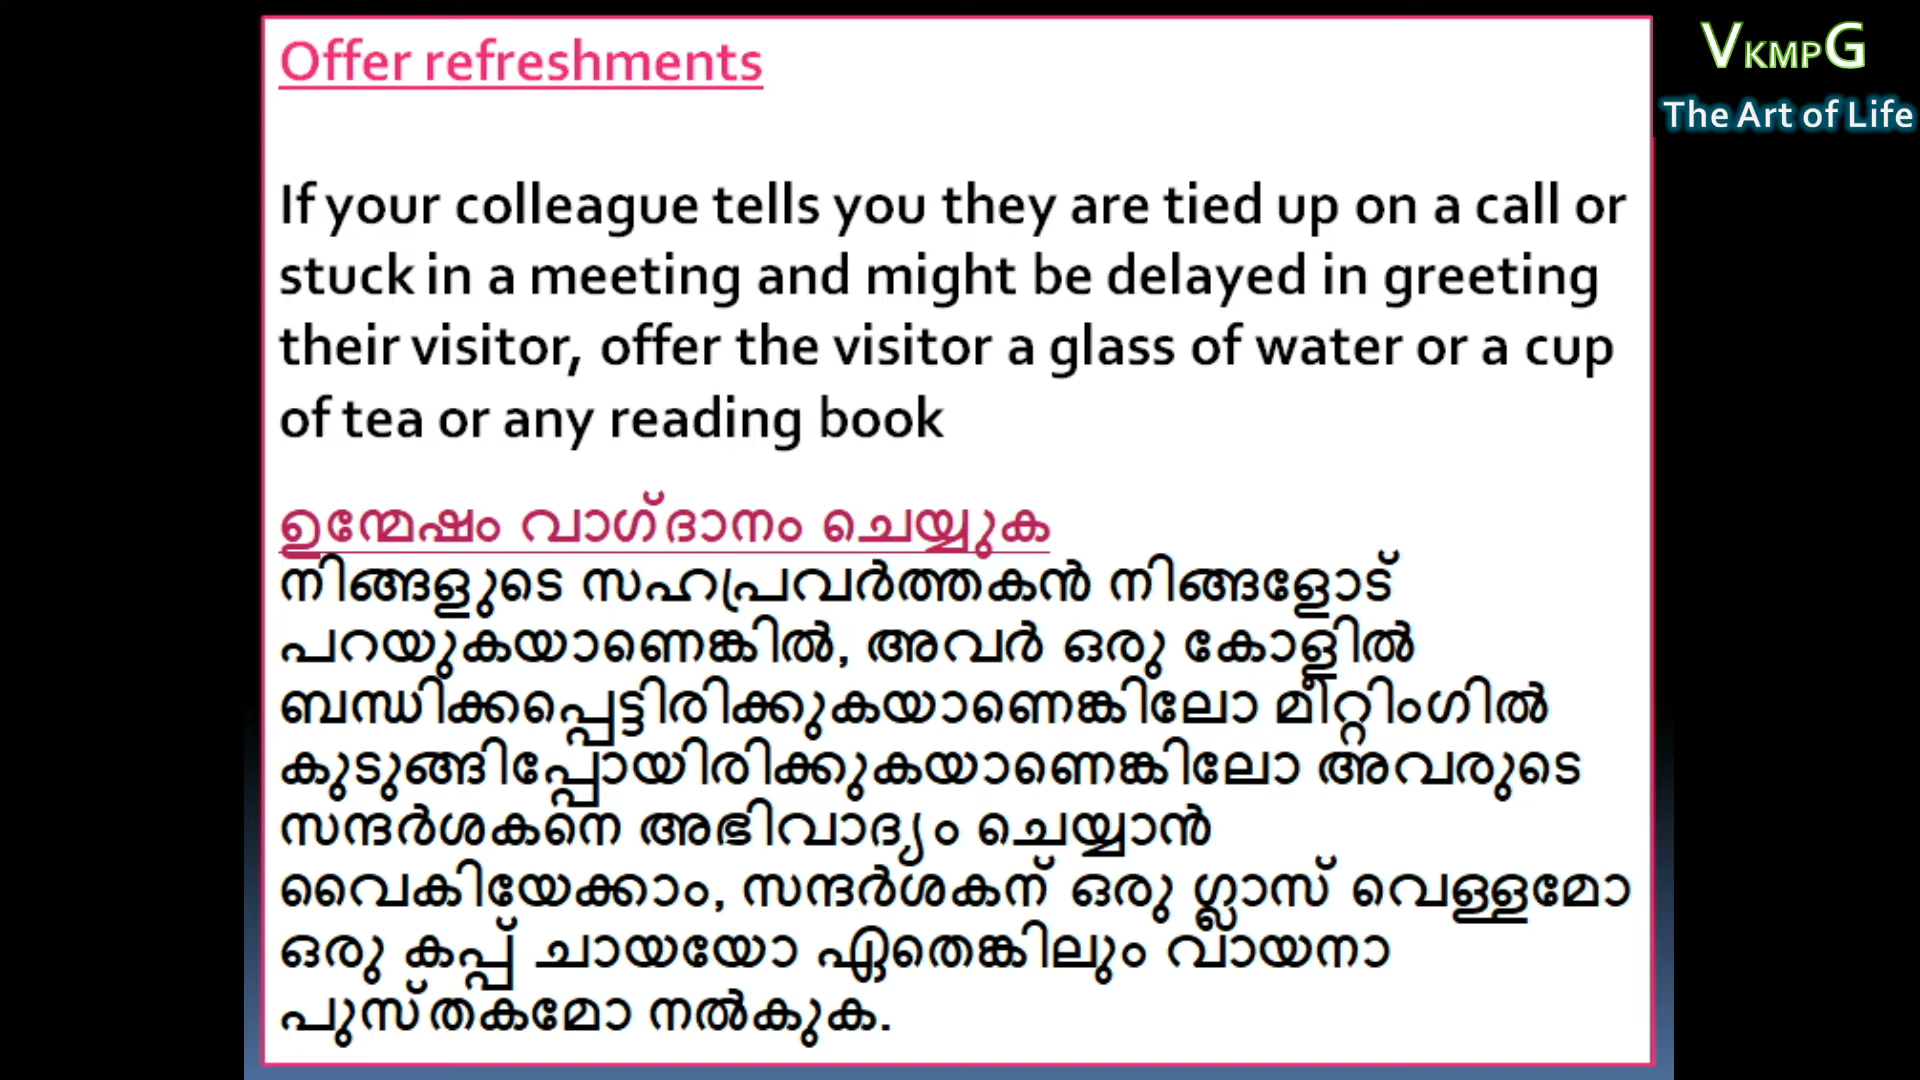 Offer refreshments
VKMPG
The Art of Life
If your colleague tells you they are tied up on a call or
stuck in a meeting and might be delayed in greeting
their visitor, offer the visitor a glass of water or a cup
of tea or any reading book
ഉന്മേഷം വാഗ്ദാനം ചെയ്യുക
നിങ്ങളുടെ സഹപ്രവർത്തകൻ നിങ്ങളോട്
പറയുകയാണെങ്കിൽ, അവർ ഒരു കോളിൽ
ബന്ധിക്കപ്പെട്ടിരിക്കുകയാണെങ്കിലോ മീറ്റിംഗിൽ
കുടുങ്ങിപ്പോയിരിക്കുകയാണെങ്കിലോ അവരുടെ
സന്ദർശകനെ അഭിവാദ്യം ചെയ്യാൻ
വൈകിയേക്കാം, സന്ദർശകന് ഒരു ഗ്ലാസ് വെള്ളമോ
ഒരു കപ്പ് ചായയോ ഏതെങ്കിലും വായനാ
പുസ്തകമോ നൽകുക.